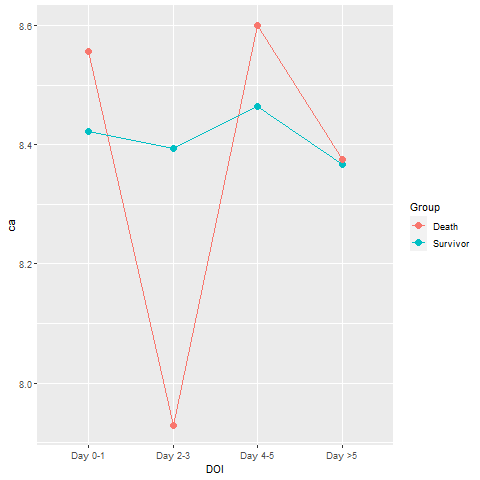 8.6
8.4
8.2
8.0
ca
Day 0-1
Day 2-3
Day 4-5
Day >5
DOI
Group
Death
Survivor